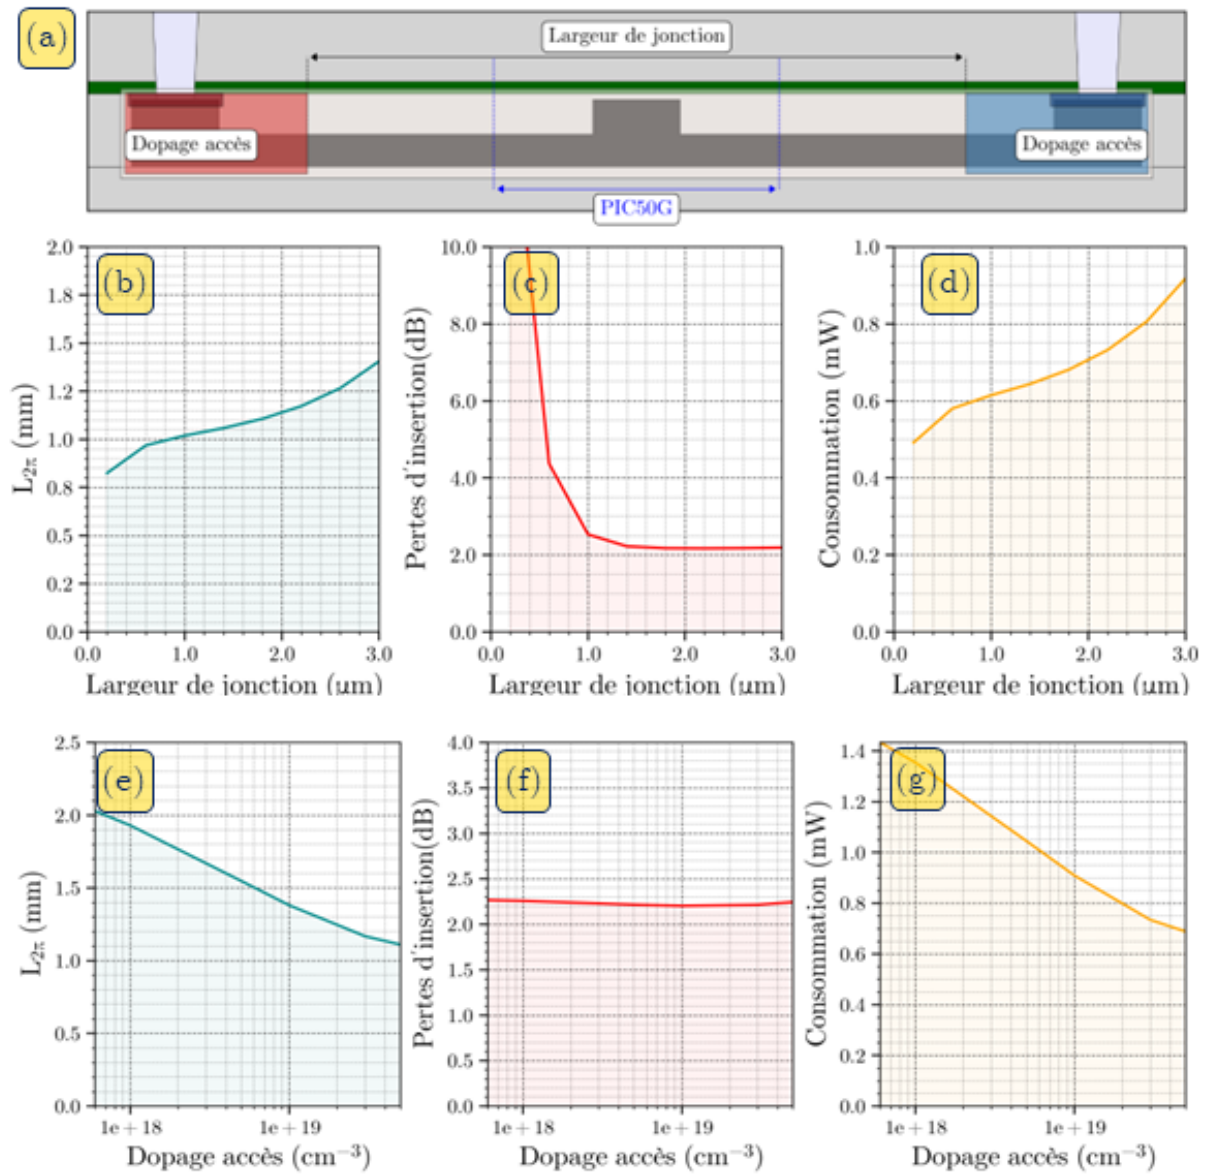 (a)
Largeur de jonction
Dopage accès
Dopage accès
PIC50G
(b)
L2π (mm)
2.0
1.8
1.5
1.2
1.0
0.8
0.5
0.2
0.0
0.0 1.0 2.0 3.0
Largeur de jonction (µm)
(c)
Pertes d'insertion(dB)
10.0
8.0
6.0
4.0
2.0
0.0
0.0 1.0 2.0 3.0
Largeur de jonction (µm)
(d)
Consommation (mW)
1.0
0.8
0.6
0.4
0.2
0.0
0.0 1.0 2.0 3.0
Largeur de jonction (µm)
(e)
L2π (mm)
2.5
2.0
1.5
1.0
0.5
0.0
1e + 18 1e + 19
Dopage accès (cm⁻³)
(f)
Pertes d'insertion(dB)
4.0
3.5
3.0
2.5
2.0
1.5
1.0
0.5
0.0
1e + 18 1e + 19
Dopage accès (cm⁻³)
(g)
Consommation (mW)
1.4
1.2
1.0
0.8
0.6
0.4
0.2
0.0
1e + 18 1e + 19
Dopage accès (cm⁻³)